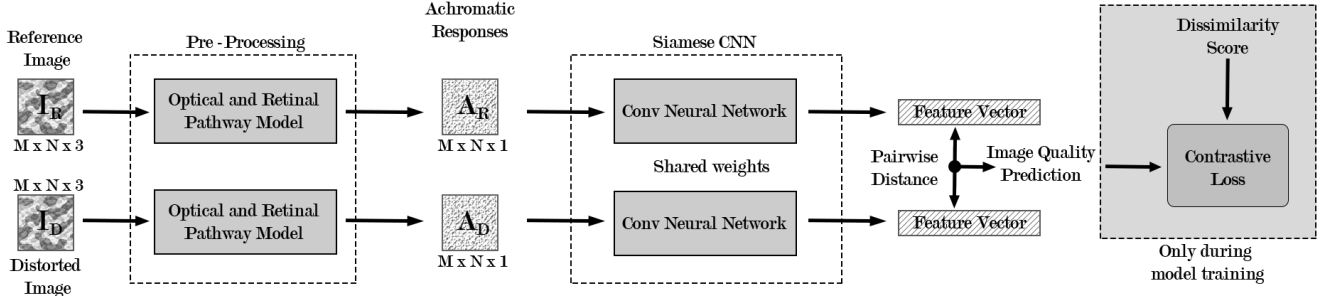 Reference
Image
I_R
M x N x 3
M x N x 3
I_D
Distorted
Image
Pre - Processing
Optical and Retinal
Pathway Model
Optical and Retinal
Pathway Model
Achromatic
Responses
A_R
M x N x 1
A_D
M x N x 1
Siamese CNN
Conv Neural Network
Shared weights
Conv Neural Network
Feature Vector
Pairwise
Distance
Image Quality
Prediction
Feature Vector
Dissimilarity
Score
Contrastive
Loss
Only during
model training